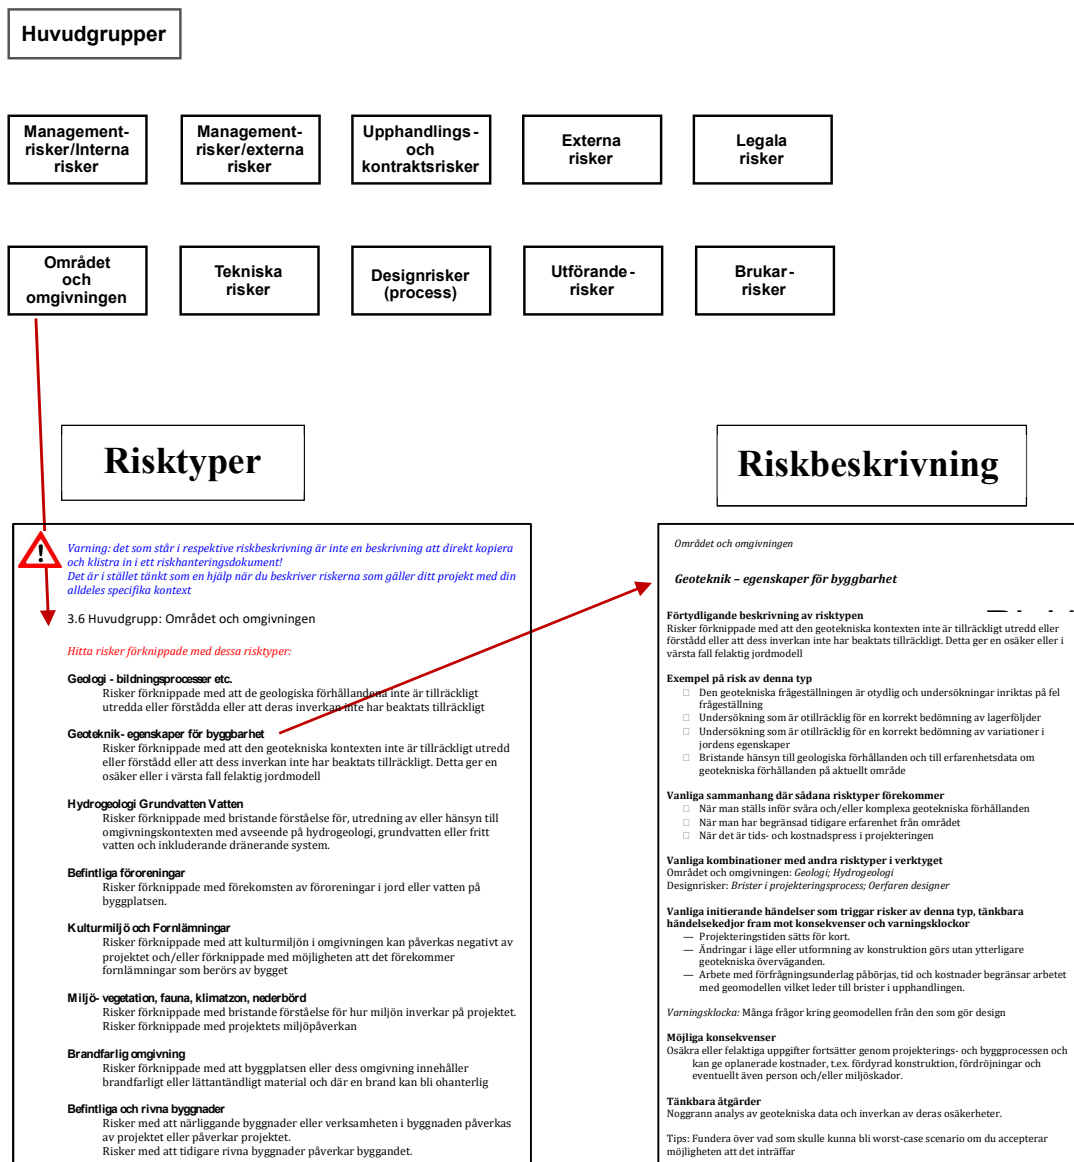 Huvudgrupper
Management-
risker/Interna
risker
Management-
risker/externa
risker
Upphandlings-
och
kontraktsrisker
Externa
risker
Legala
risker
Området
och
omgivningen
Tekniska
risker
Designrisker
(process)
Utförande-
risker
Brukar-
risker
Risktyper
Varning: det som står i respektive riskbeskrivning är inte en beskrivning att direkt kopiera
och klistra in i ett riskhanteringsdokument!
Det är i stället tänkt som en hjälp när du beskriver riskerna som gäller ditt projekt med din
alldeles specifika kontext
3.6 Huvudgrupp: Området och omgivningen
Hitta risker förknippade med dessa risktyper:
Geologi - bildningsprocesser etc.
Risker förknippade med att de geologiska förhållandena inte är tillräckligt
utredda eller förstådda eller att deras inverkan inte har beaktats tillräckligt
Geoteknik- egenskaper för byggbarhet
Risker förknippade med att den geotekniska kontexten inte är tillräckligt utredd
eller förstådd eller att dess inverkan inte har beaktats tillräckligt. Detta ger en
osäker eller i värsta fall felaktig jordmodell
Hydrogeologi Grundvatten Vatten
Risker förknippade med bristande förståelse för, utredning av eller hänsyn till
omgivningskontexten med avseende på hydrogeologi, grundvatten eller fritt
vatten och inkluderande dränerande system.
Befintliga föroreningar
Risker förknippade med förekomsten av föroreningar i jord eller vatten på
byggplatsen.
Kulturmiljö och Fornlämningar
Risker förknippade med att kulturmiljön i omgivningen kan påverkas negativt av
projektet och/eller förknippade med möjligheten att det förekommer
fornlämningar som berörs av bygget
Miljö- vegetation, fauna, klimatzon, nederbörd
Risker förknippade med bristande förståelse för hur miljön inverkar på projektet.
Risker förknippade med projektets miljöpåverkan
Brandfarlig omgivning
Risker förknippade med att byggplatsen eller dess omgivning innehåller
brandfarligt eller lättantändligt material och där en brand kan bli ohanterlig
Befintliga och rivna byggnader
Risker med att närliggande byggnader eller verksamheten i byggnaden påverkas
av projektet eller påverkar projektet.
Risker med att tidigare rivna byggnader påverkar byggandet.
Riskbeskrivning
Området och omgivningen
Geoteknik – egenskaper för byggbarhet
Förtydligande beskrivning av risktypen
Risker förknippade med att den geotekniska kontexten inte är tillräckligt utredd eller
förstådd eller att dess inverkan inte har beaktats tillräckligt. Detta ger en osäker eller i
värsta fall felaktig jordmodell
Exempel på risk av denna typ
□ Den geotekniska frågeställningen är otydlig och undersökningar inriktas på fel
frågeställning
□ Undersökning som är otillräcklig för en korrekt bedömning av lagerföljder
□ Undersökning som är otillräcklig för en korrekt bedömning av variationer i
jordens egenskaper
□ Bristande hänsyn till geologiska förhållanden och till erfarenhetsdata om
geotekniska förhållanden på aktuellt område
Vanliga sammanhang där sådana risktyper förekommer
□ När man ställs inför svåra och/eller komplexa geotekniska förhållanden
□ När man har begränsad tidigare erfarenhet från området
□ När det är tids- och kostnadspress i projekteringen
Vanliga kombinationer med andra risktyper i verktyget
Området och omgivningen: Geologi; Hydrogeologi
Designrisker: Brister i projekteringsprocess; Oerfaren designer
Vanliga initierande händelser som triggar risker av denna typ, tänkbara
händelsekedjor fram mot konsekvenser och varningsklockor
— Projekteringstiden sätts för kort.
— Ändringar i läge eller utformning av konstruktion görs utan ytterligare
geotekniska överväganden.
— Arbete med förfrågningsunderlag påbörjas, tid och kostnader begränsar arbetet
med geomodellen vilket leder till brister i upphandlingen.
Varningsklocka: Många frågor kring geomodellen från den som gör design
Möjliga konsekvenser
Osäkra eller felaktiga uppgifter fortsätter genom projekterings- och byggprocessen och
kan ge oplanerade kostnader, t.ex. fördyrad konstruktion, fördröjningar och
eventuellt även person och/eller miljöskador.
Tänkbara åtgärder
Noggrann analys av geotekniska data och inverkan av deras osäkerheter.
Tips: Fundera över vad som skulle kunna bli worst-case scenario om du accepterar
möjligheten att det inträffar